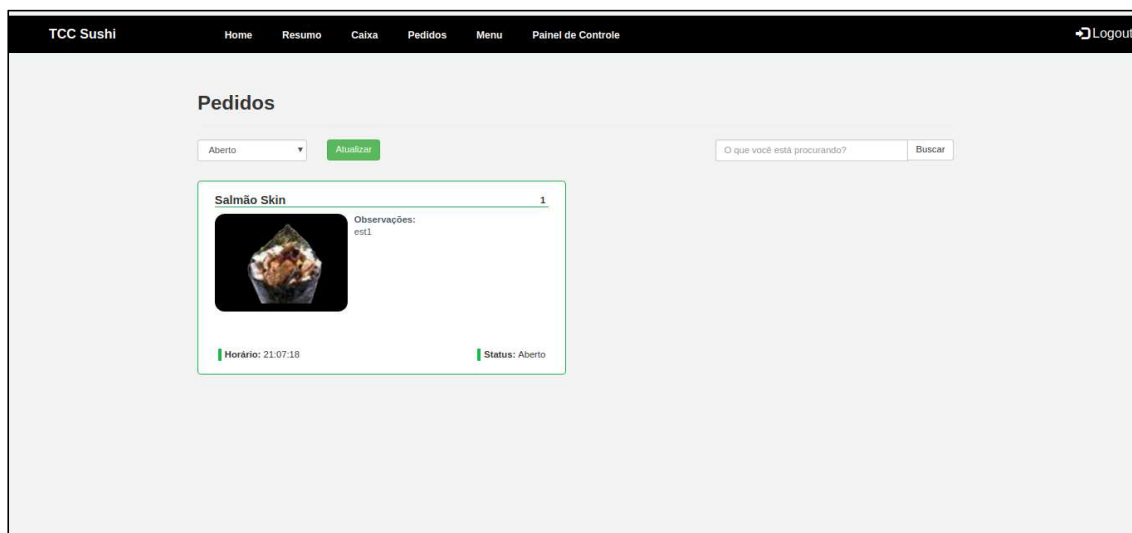 TCC Sushi Home Resumo Caixa Pedidos Menu Painel de Controle Logout
Pedidos
Aberto Atualizar O que você está procurando? Buscar
Salmão Skin 1
Observações:
est1
Horário: 21:07:18 Status: Aberto